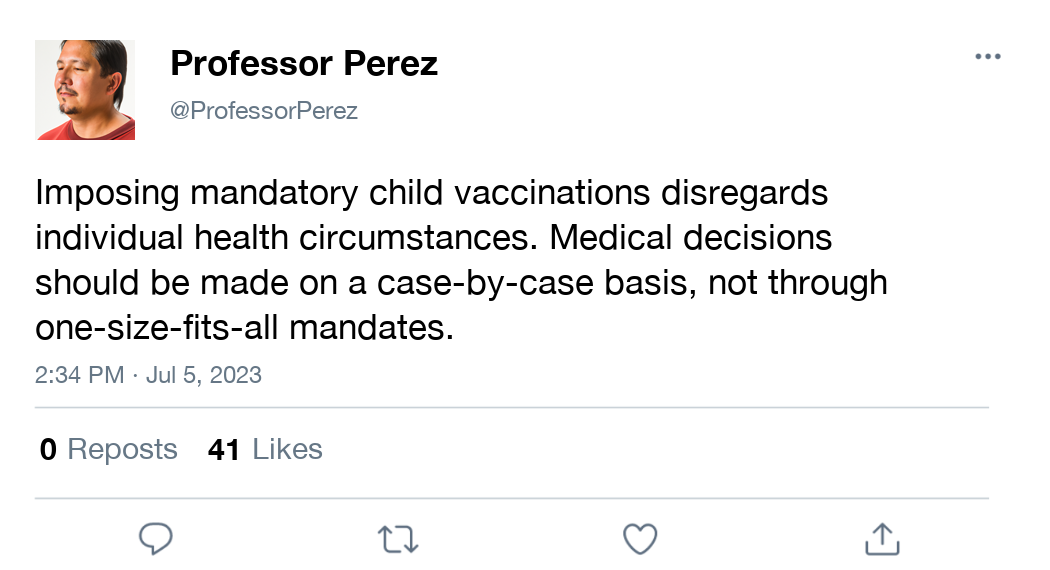 Professor Perez
@ProfessorPerez
Imposing mandatory child vaccinations disregards
individual health circumstances. Medical decisions
should be made on a case-by-case basis, not through
one-size-fits-all mandates.
2:34 PM · Jul 5, 2023
0 Reposts 41 Likes